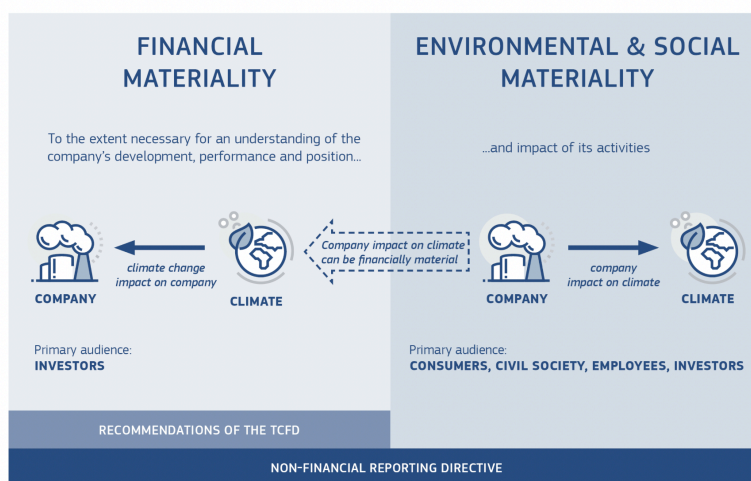 FINANCIAL
MATERIALITY
To the extent necessary for an understanding of the
company's development, performance and position...
climate change
impact on company
COMPANY
CLIMATE
Primary audience:
INVESTORS
RECOMMENDATIONS OF THE TCFD
Company impact on climate
can be financially material
ENVIRONMENTAL & SOCIAL
MATERIALITY
...and impact of its activities
company
impact on climate
COMPANY
CLIMATE
Primary audience:
CONSUMERS, CIVIL SOCIETY, EMPLOYEES, INVESTORS
NON-FINANCIAL REPORTING DIRECTIVE